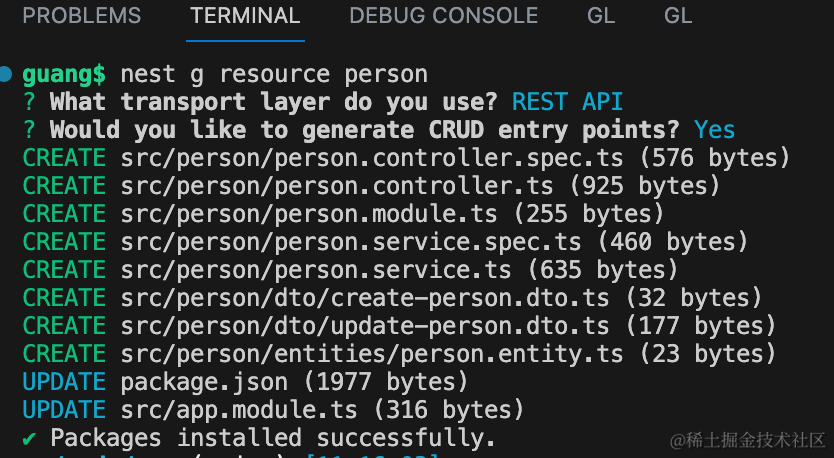 PROBLEMS TERMINAL DEBUG CONSOLE GL GL
guang$ nest g resource person
? What transport layer do you use? REST API
? Would you like to generate CRUD entry points? Yes
CREATE src/person/person.controller.spec.ts (576 bytes)
CREATE src/person/person.controller.ts (925 bytes)
CREATE src/person/person.module.ts (255 bytes)
CREATE src/person/person.service.spec.ts (460 bytes)
CREATE src/person/person.service.ts (635 bytes)
CREATE src/person/dto/create-person.dto.ts (32 bytes)
CREATE src/person/dto/update-person.dto.ts (177 bytes)
CREATE src/person/entities/person.entity.ts (23 bytes)
UPDATE package.json (1977 bytes)
UPDATE src/app.module.ts (316 bytes)
✔ Packages installed successfully.
@稀土掘金技术社区